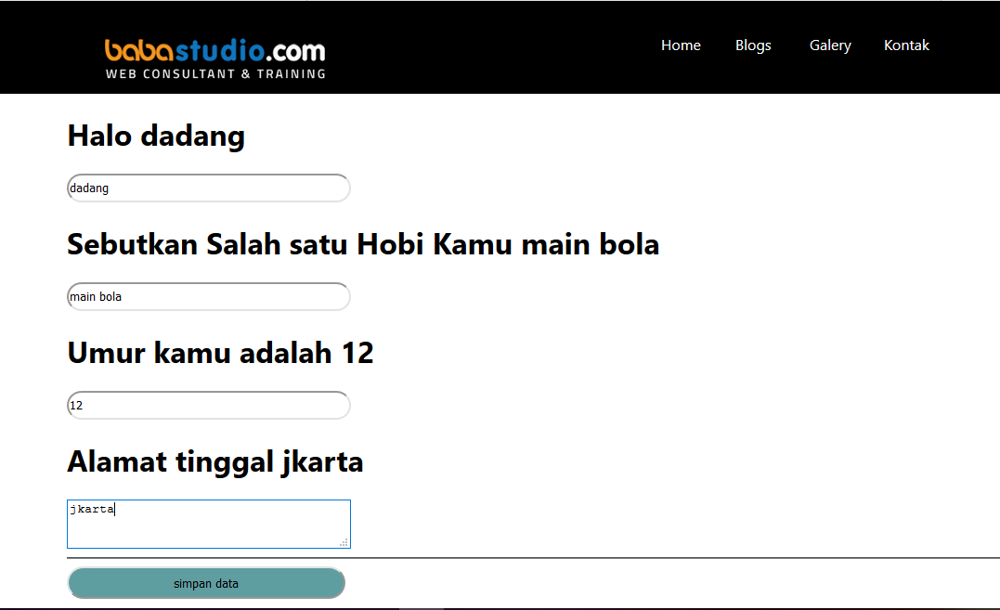 babastudio.com
WEB CONSULTANT & TRAINING
Home Blogs Galery Kontak
Halo dadang
dadang
Sebutkan Salah satu Hobi Kamu main bola
main bola
Umur kamu adalah 12
12
Alamat tinggal jkarta
jkarta
simpan data